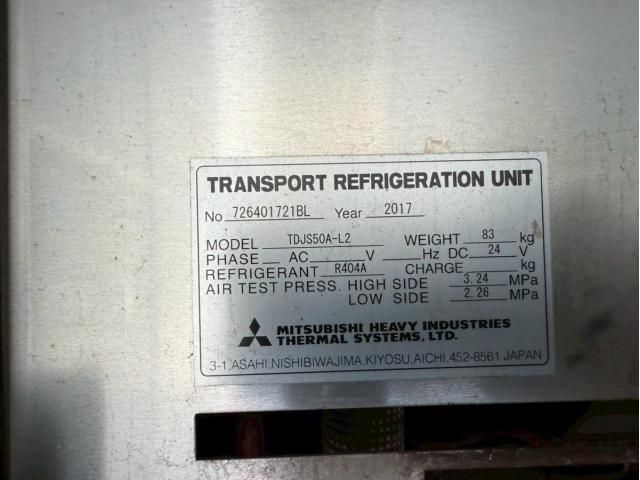 TRANSPORT REFRIGERATION UNIT
No 726401721BL Year 2017
MODEL TDJS50A-L2 WEIGHT 83 kg
PHASE AC V Hz DC 24 V
REFRIGERANT R404A CHARGE kg
AIR TEST PRESS. HIGH SIDE 3.24 MPa
LOW SIDE 2.26 MPa
MITSUBISHI HEAVY INDUSTRIES
THERMAL SYSTEMS, LTD.
3-1,ASAHI,NISHIBIWAJIMA,KIYOSU,AICHI,452-8561 JAPAN